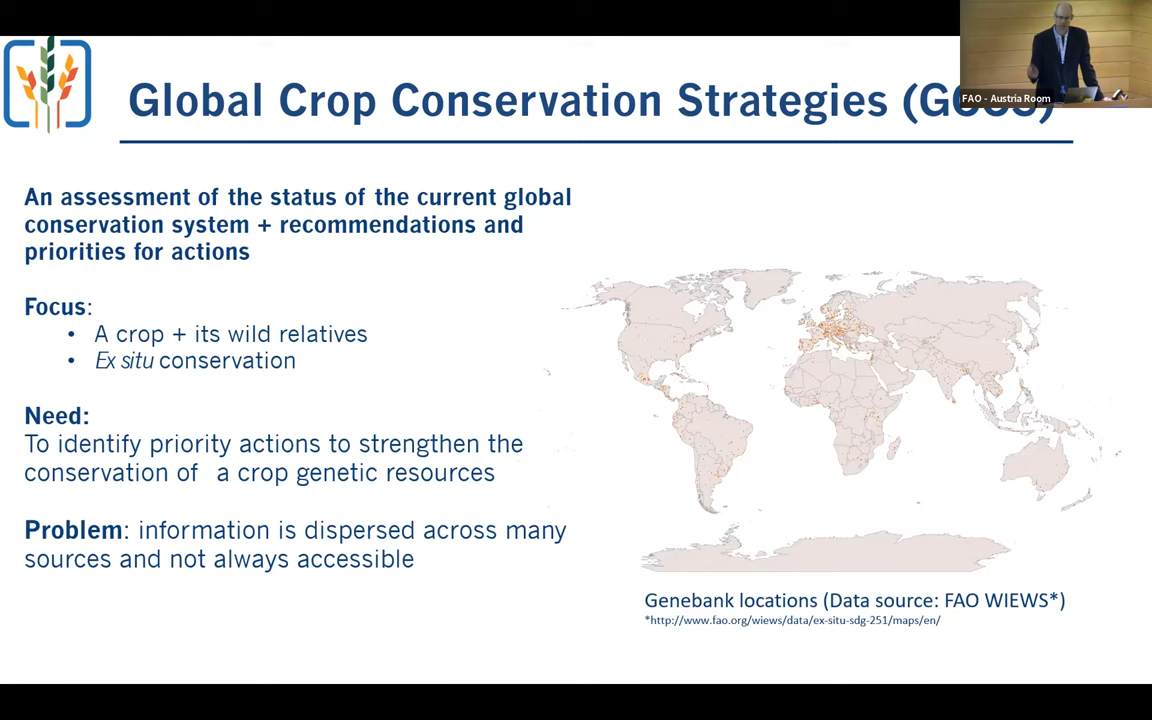 Global Crop Conservation Strategies
FAO - Austria Room
An assessment of the status of the current global
conservation system + recommendations and
priorities for actions
Focus:
• A crop + its wild relatives
• Ex situ conservation
Need:
To identify priority actions to strengthen the
conservation of a crop genetic resources
Problem: information is dispersed across many
sources and not always accessible
Genebank locations (Data source: FAO WIEWS*)
*http://www.fao.org/wiews/data/ex-situ-sdg-251/maps/en/